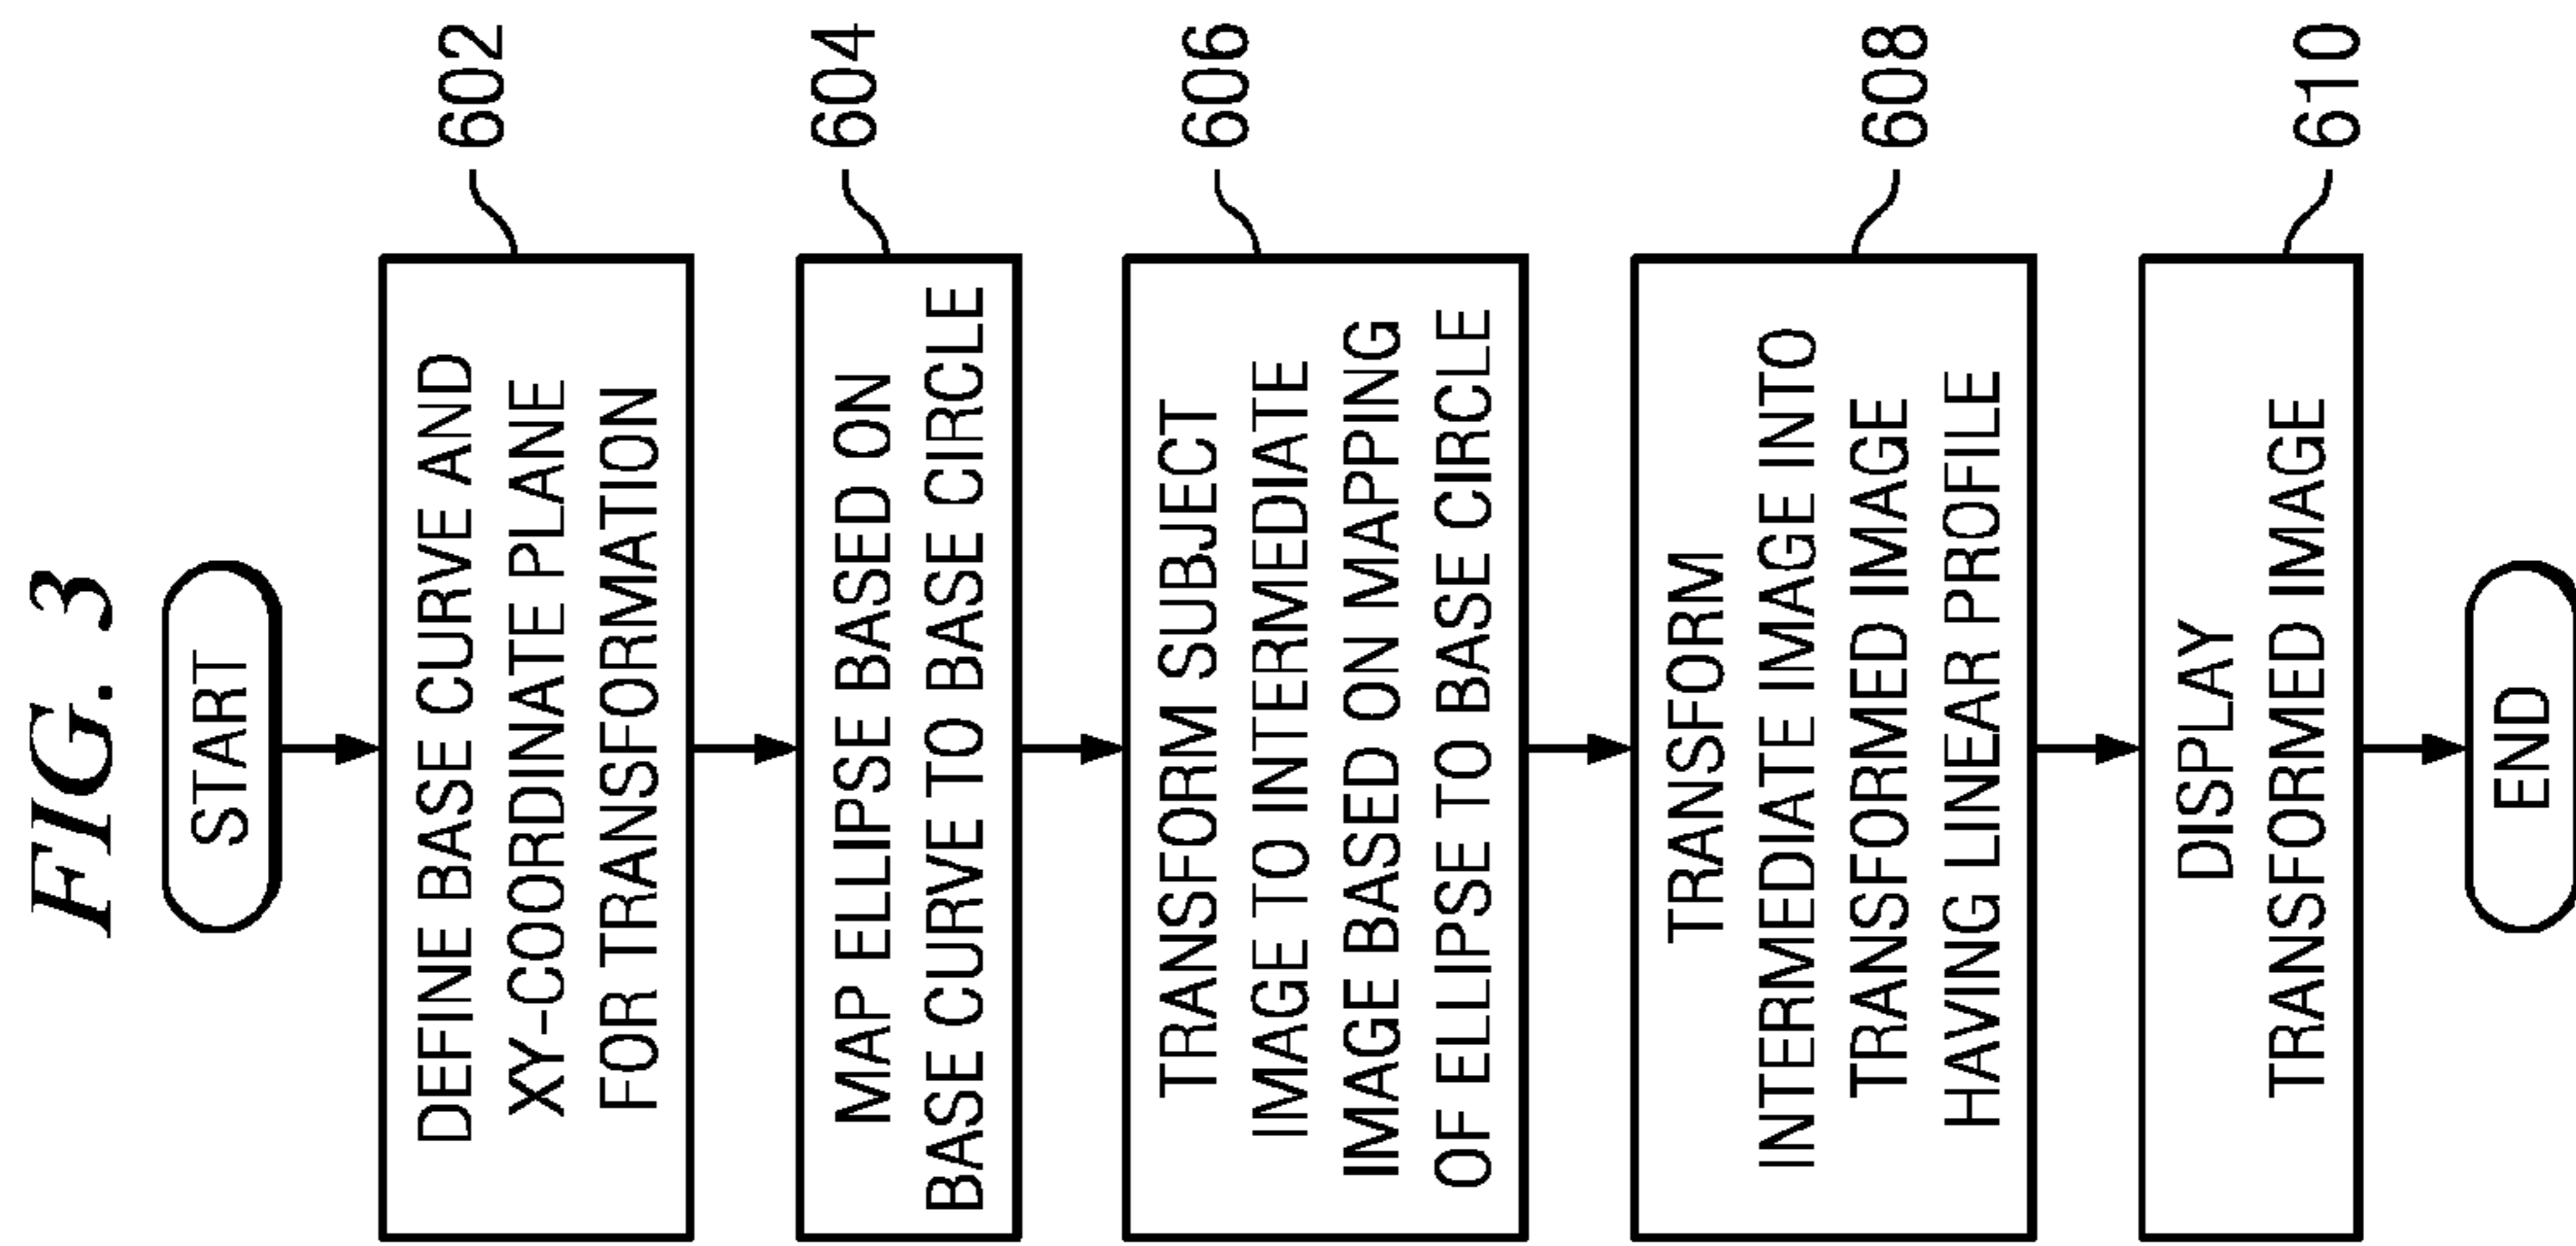 FIG. 3
START
DEFINE BASE CURVE AND
XY-COORDINATE PLANE
FOR TRANSFORMATION
602
MAP ELLIPSE BASED ON
BASE CURVE TO BASE CIRCLE
604
TRANSFORM SUBJECT
IMAGE TO INTERMEDIATE
IMAGE BASED ON MAPPING
OF ELLIPSE TO BASE CIRCLE
606
TRANSFORM
INTERMEDIATE IMAGE INTO
TRANSFORMED IMAGE
HAVING LINEAR PROFILE
608
DISPLAY
TRANSFORMED IMAGE
610
END